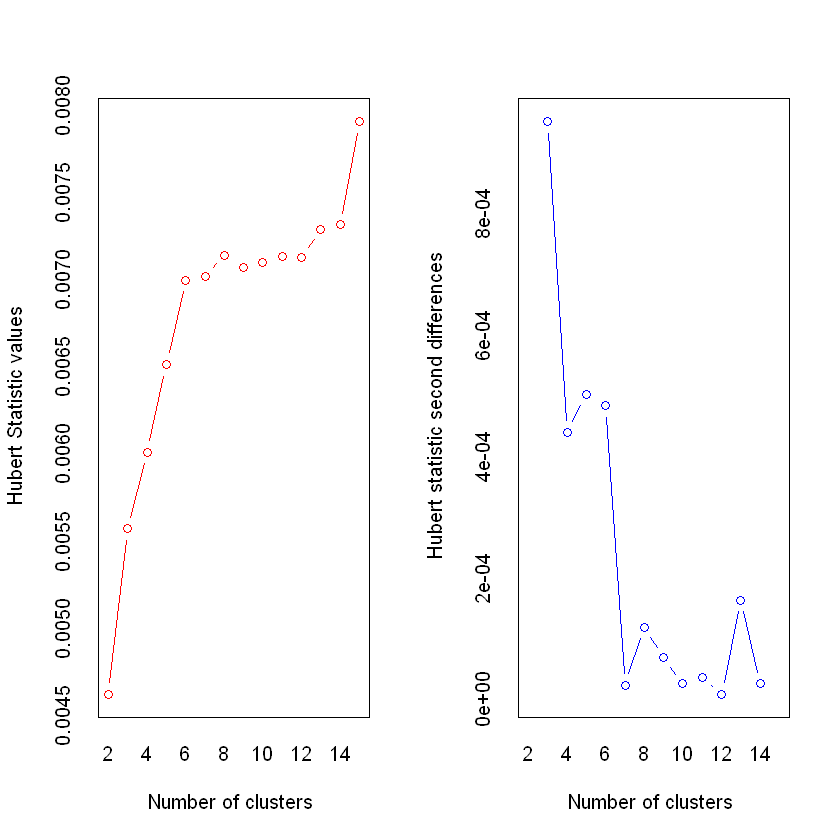 Hubert Statistic values
0.0080
0.0075
0.0070
0.0065
0.0060
0.0055
0.0050
0.0045
2 4 6 8 10 12 14
Number of clusters
Hubert statistic second differences
8e-04
6e-04
4e-04
2e-04
0e+00
2 4 6 8 10 12 14
Number of clusters